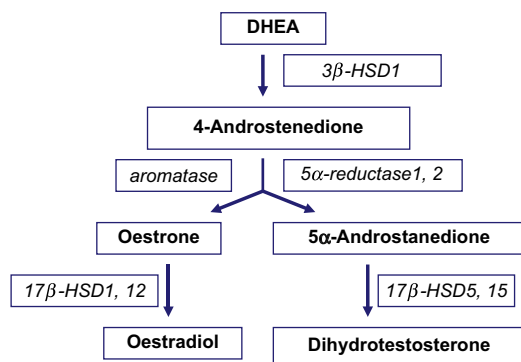 DHEA
3β-HSD1
4-Androstenedione
aromatase
5α-reductase1, 2
Oestrone
5α-Androstanedione
17β-HSD1, 12
17β-HSD5, 15
Oestradiol
Dihydrotestosterone